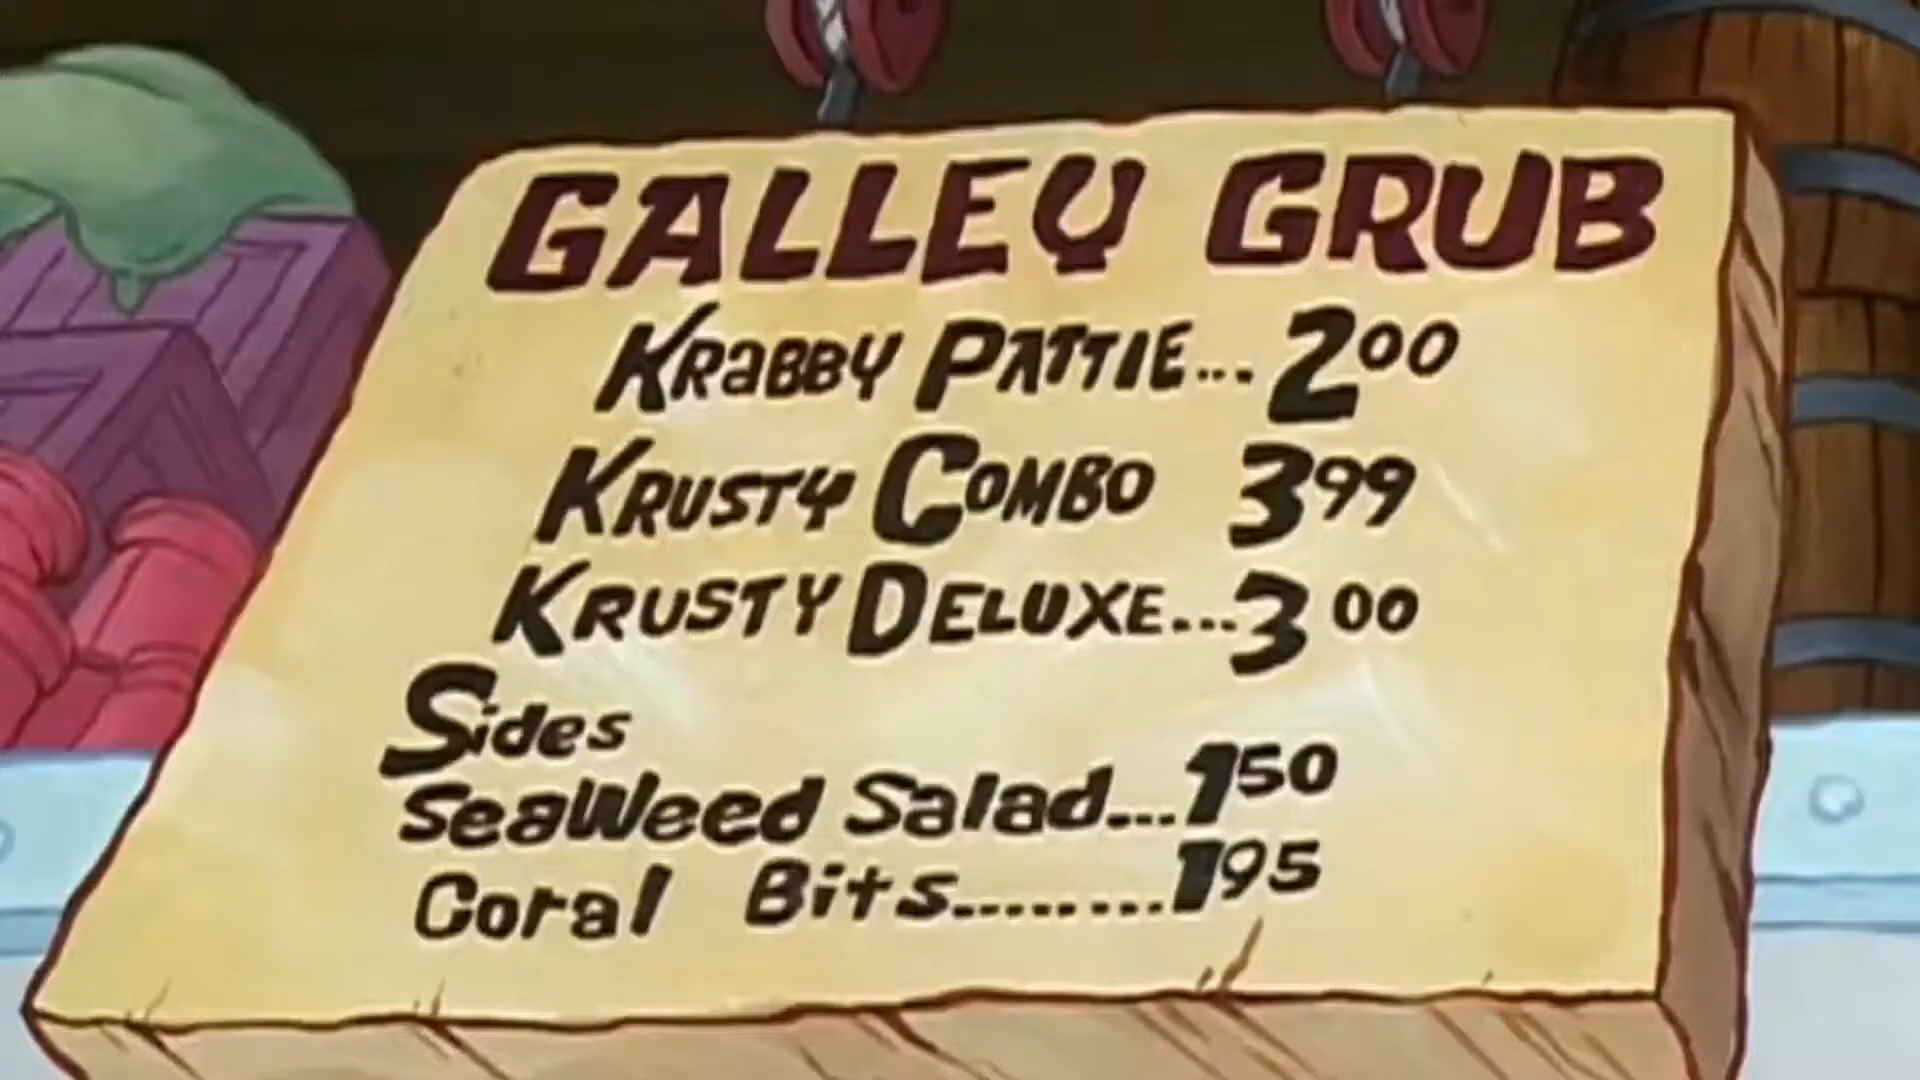 GALLEY GRUB
KRaBBY PATTIE... 2⁰⁰
KRUSTY COMBO 3⁹⁹
KRUSTY DELUXE...3⁰⁰
Sides
SeaWeed Salad...1⁵⁰
Coral Bits.........1⁹⁵